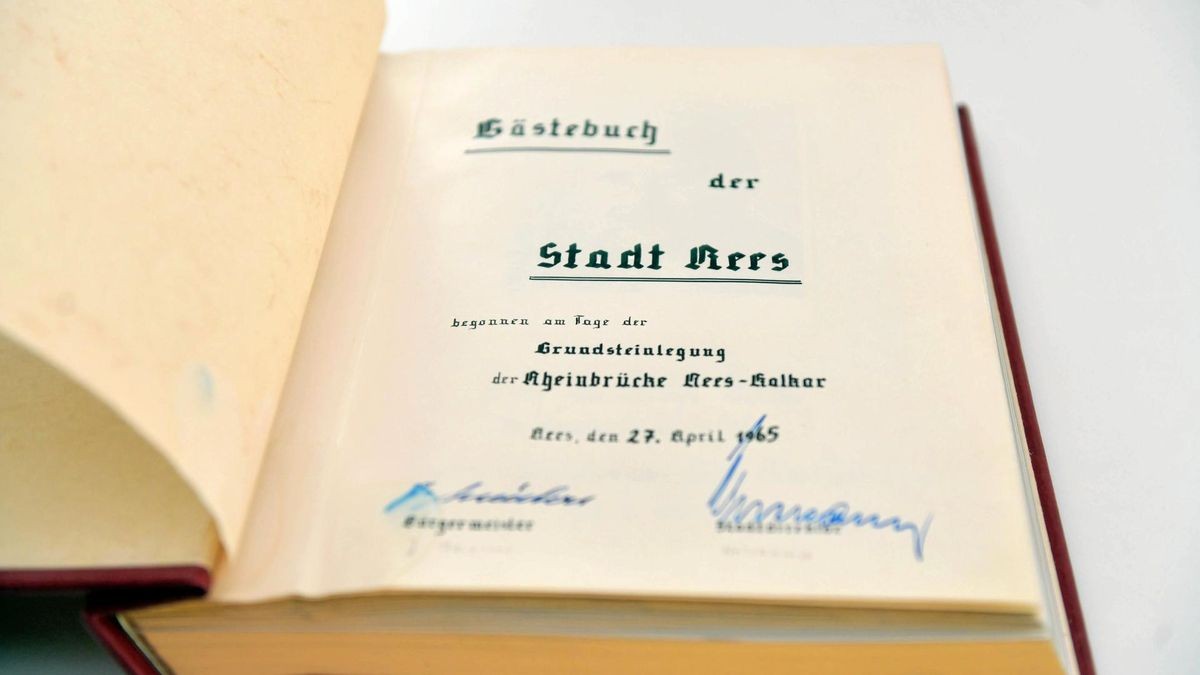 Gästebuch
der
Stadt Rees
begonnen am Tage der
Grundsteinlegung
der Rheinbrücke Rees-Kalkar
Rees, den 27. April 1965
Bürgermeister
Stadtdirektor